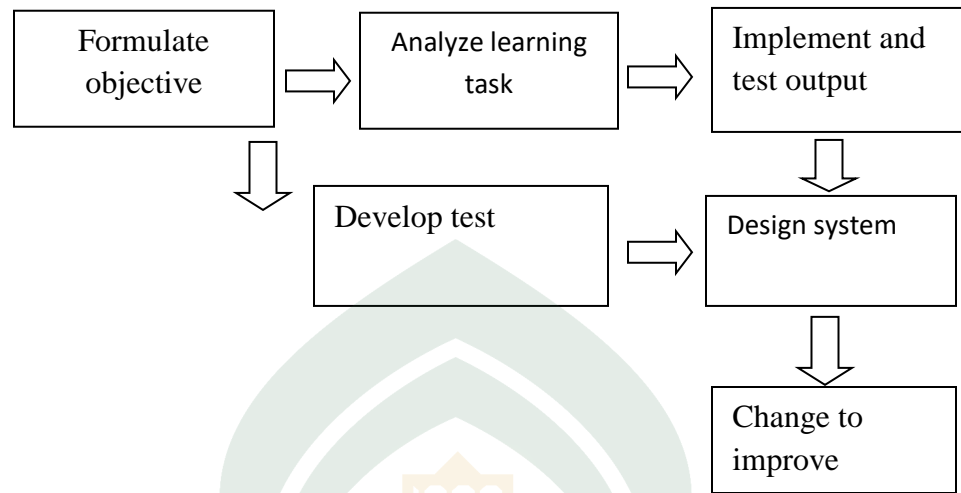 Formulate
objective
Analyze learning
task
Implement and
test output
Develop test
Design system
Change to
improve